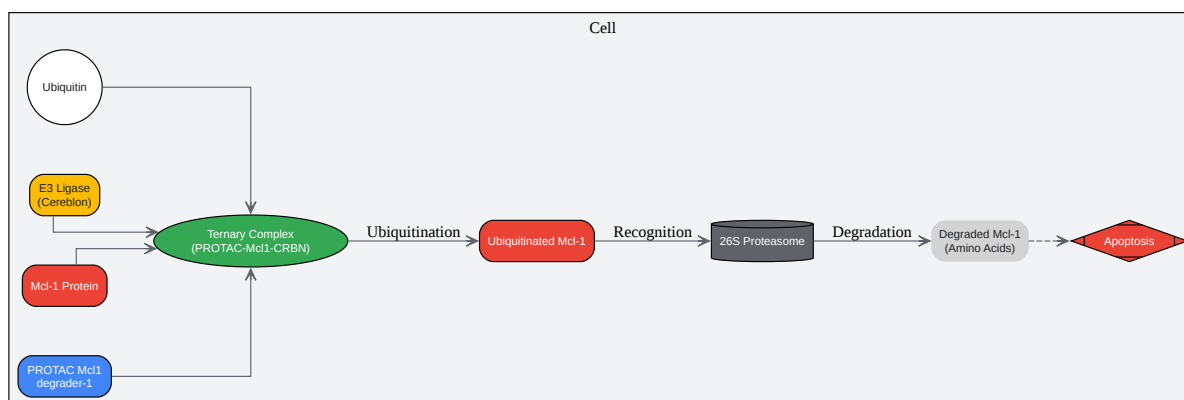 Cell
Ubiquitin
E3 Ligase
(Cereblon)
Mcl-1 Protein
PROTAC Mcl1
degrader-1
Ternary Complex
(PROTAC-Mcl1-CRBN)
Ubiquitination
Ubiquitinated Mcl-1
Recognition
26S Proteasome
Degradation
Degraded Mcl-1
(Amino Acids)
Apoptosis